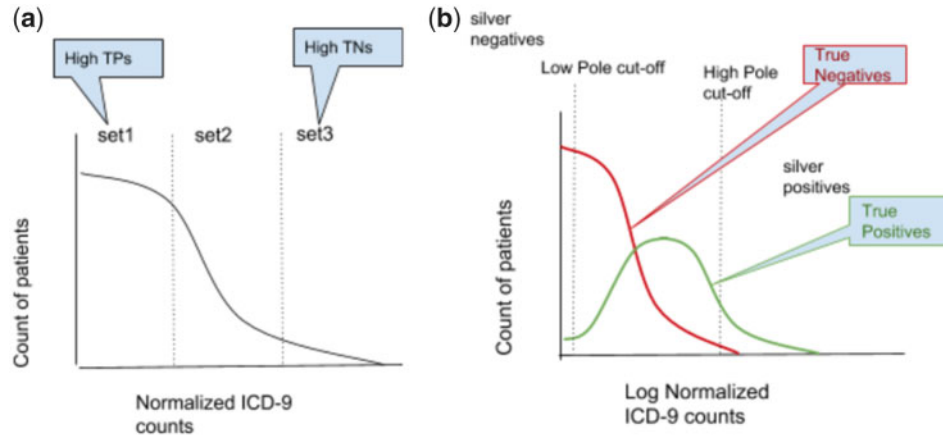 (a)
High TPs
High TNs
set1
set2
set3
Count of patients
Normalized ICD-9
counts
(b)
silver
negatives
True
Negatives
Low Pole cut-off
High Pole
cut-off
silver
positives
True
Positives
Count of patients
Log Normalized
ICD-9 counts